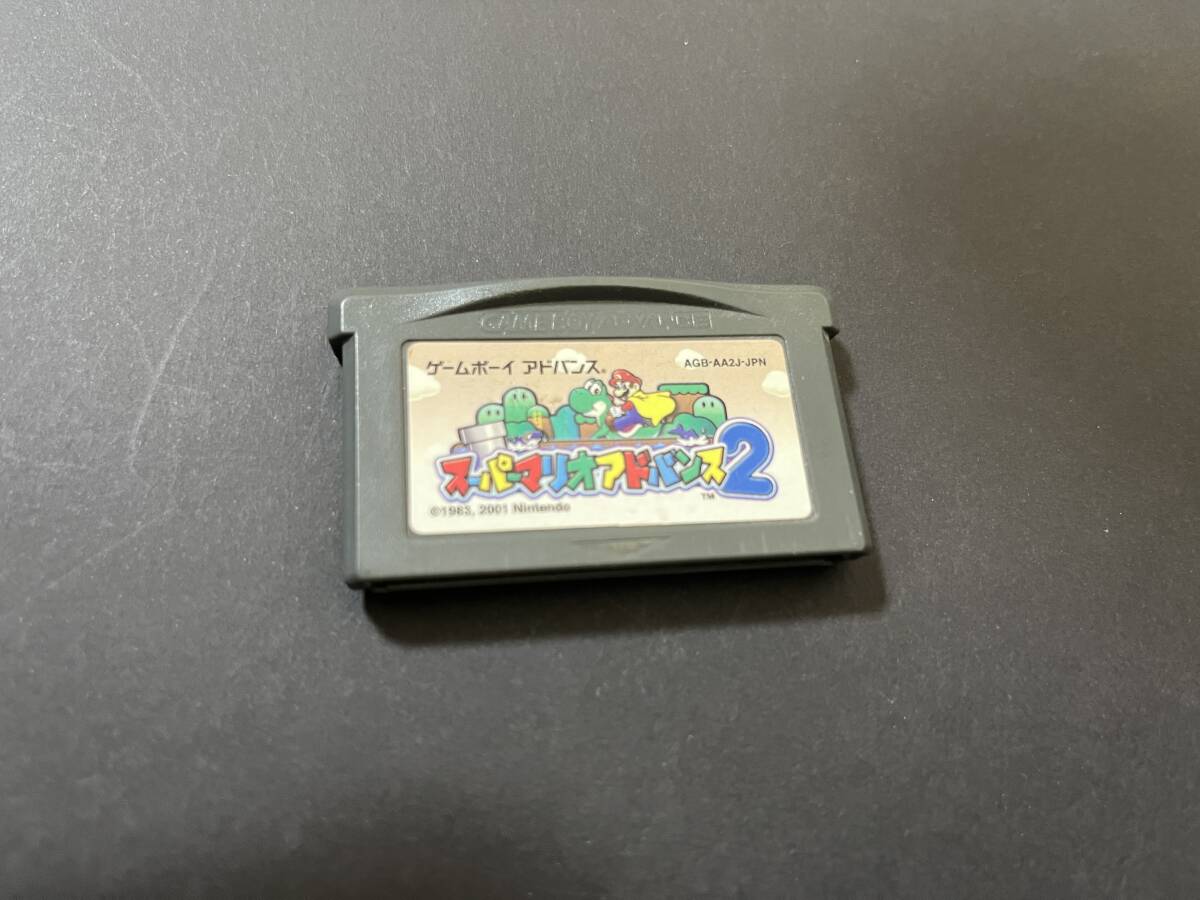 GAME BOY ADVANCE
ゲームボーイ アドバンス®
AGB-AA2J-JPN
スーパーマリオアドバンス2
TM
©1983, 2001 Nintendo